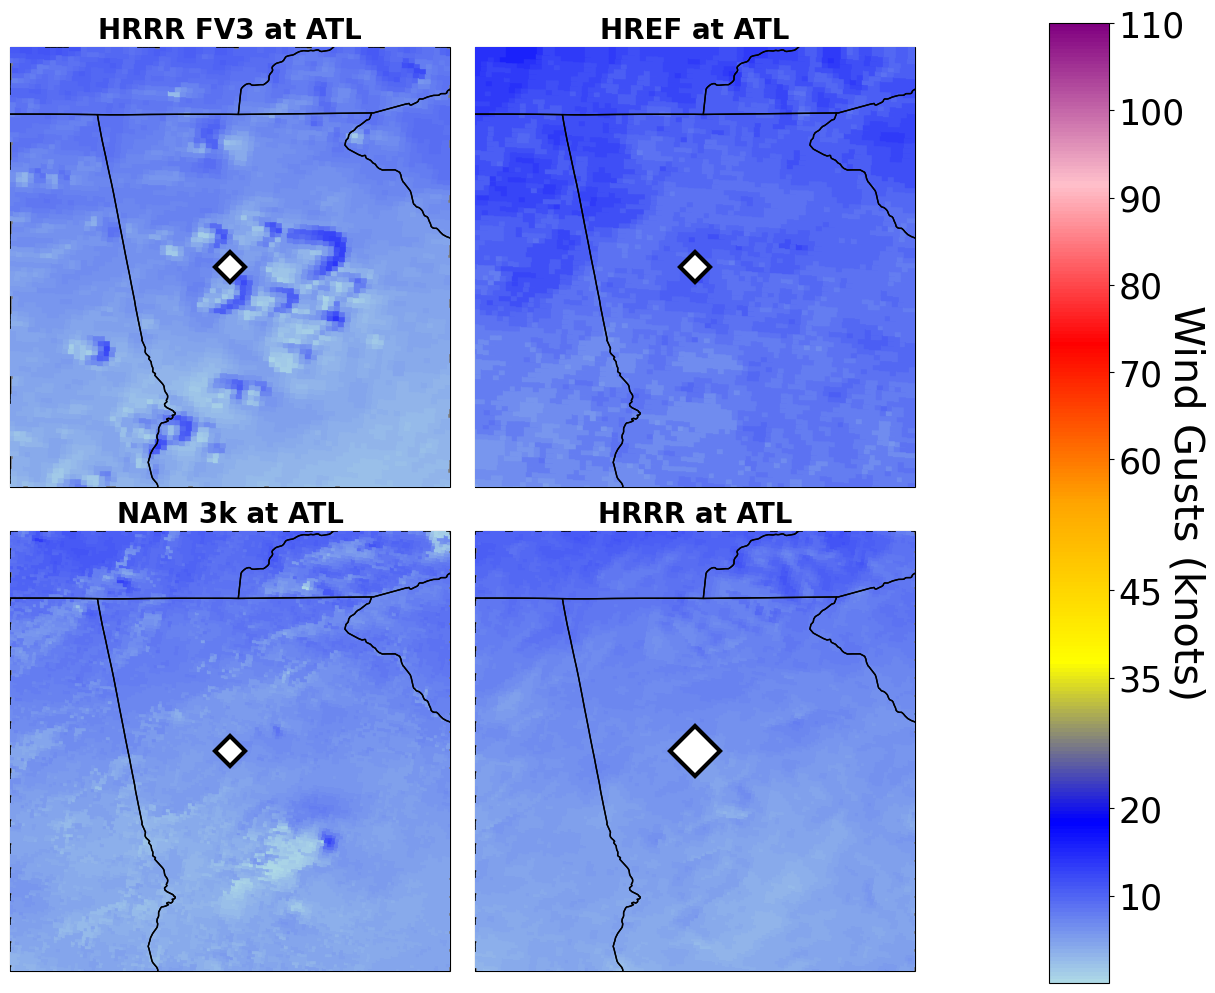 HRRR FV3 at ATL
HREF at ATL
NAM 3k at ATL
HRRR at ATL
110
100
90
80
70
60
45
35
20
10
Wind Gusts (knots)